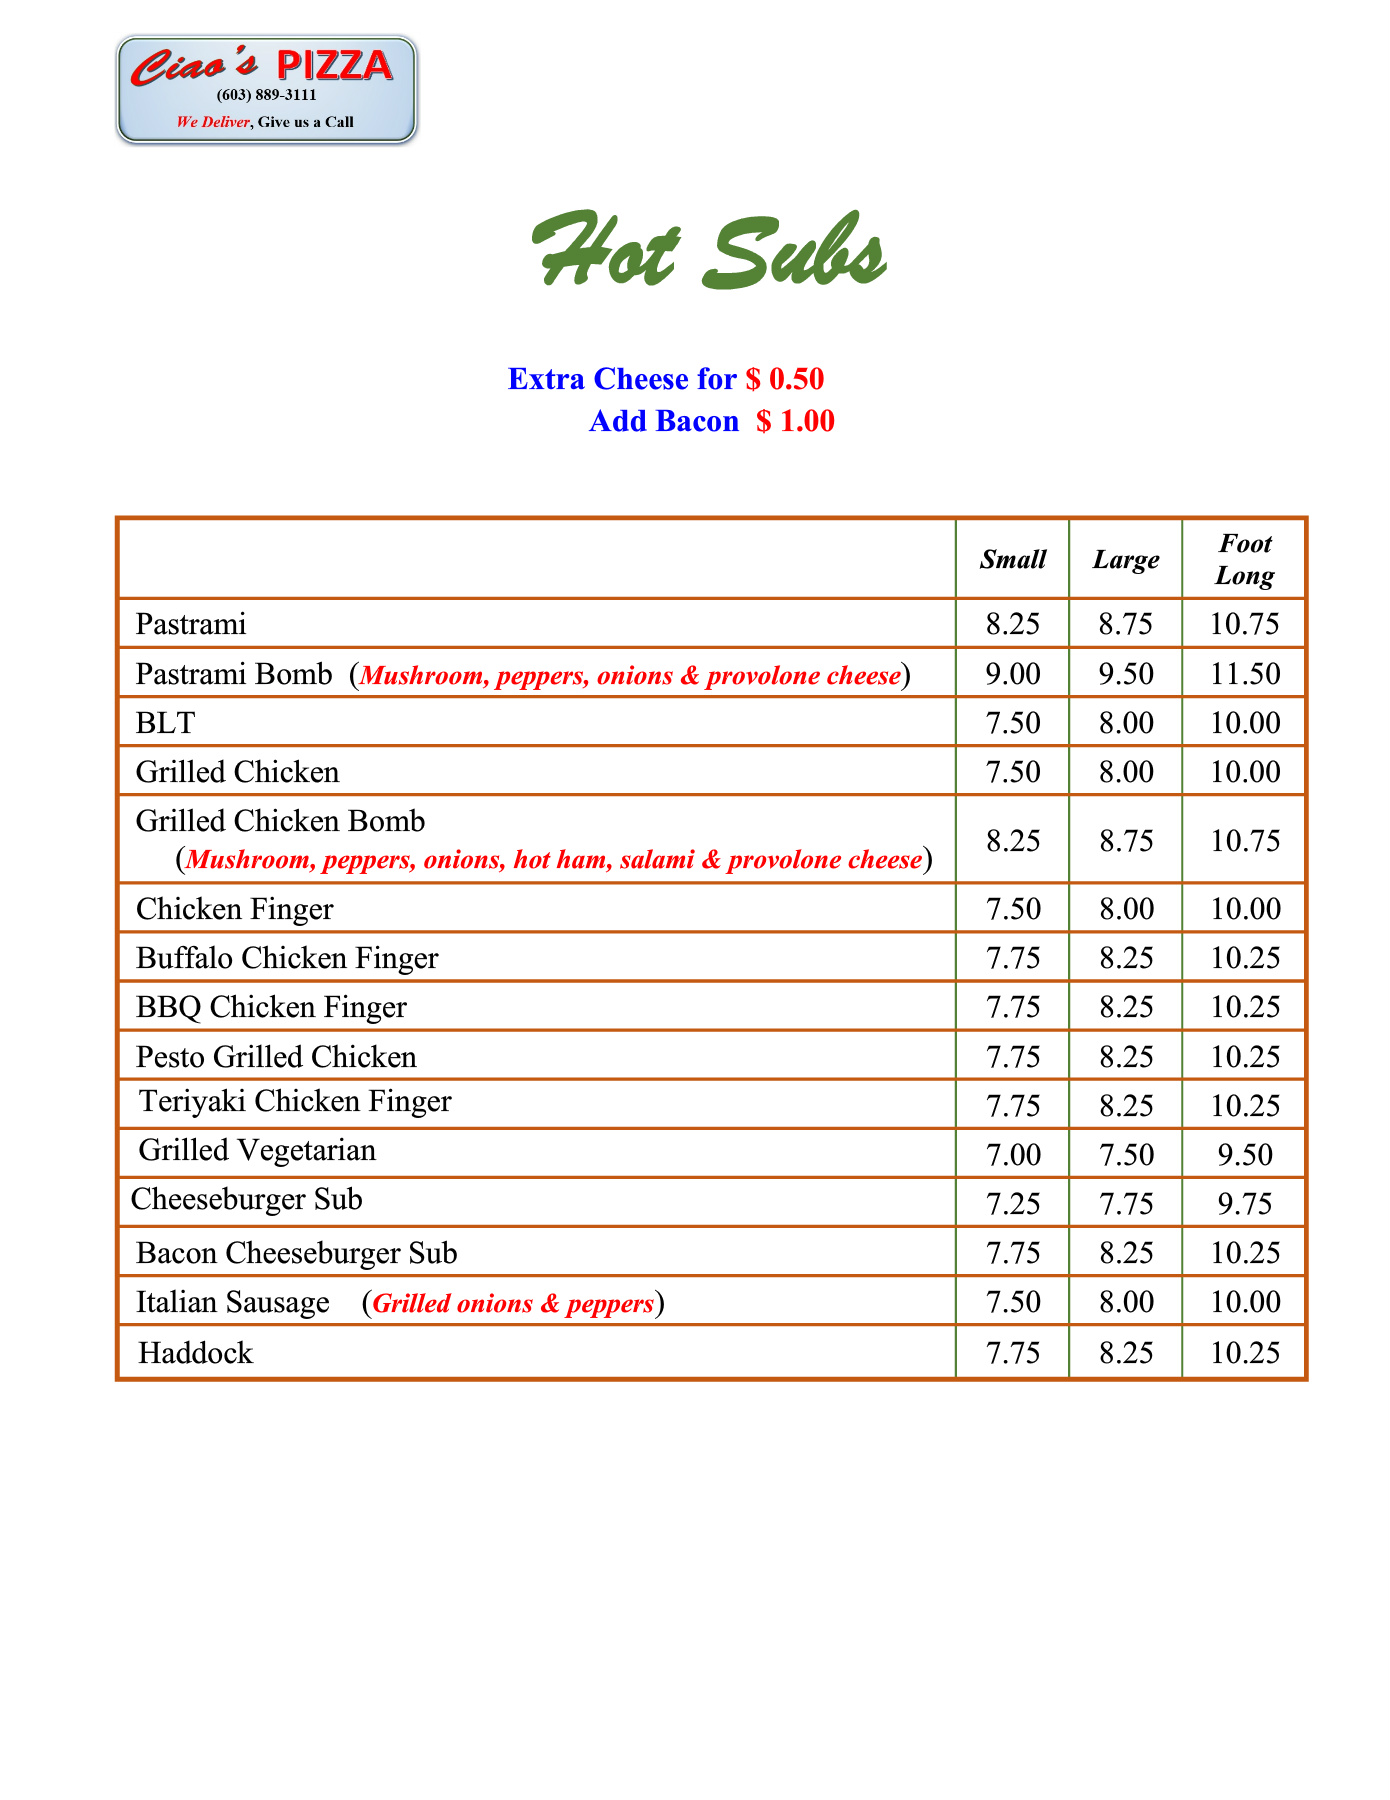 Ciao's PIZZA
(603) 889-3111
We Deliver, Give us a Call
Hot Subs
Extra Cheese for $ 0.50
Add Bacon $ 1.00
Small Large Foot Long
Pastrami 8.25 8.75 10.75
Pastrami Bomb (Mushroom, peppers, onions & provolone cheese) 9.00 9.50 11.50
BLT 7.50 8.00 10.00
Grilled Chicken 7.50 8.00 10.00
Grilled Chicken Bomb
(Mushroom, peppers, onions, hot ham, salami & provolone cheese) 8.25 8.75 10.75
Chicken Finger 7.50 8.00 10.00
Buffalo Chicken Finger 7.75 8.25 10.25
BBQ Chicken Finger 7.75 8.25 10.25
Pesto Grilled Chicken 7.75 8.25 10.25
Teriyaki Chicken Finger 7.75 8.25 10.25
Grilled Vegetarian 7.00 7.50 9.50
Cheeseburger Sub 7.25 7.75 9.75
Bacon Cheeseburger Sub 7.75 8.25 10.25
Italian Sausage (Grilled onions & peppers) 7.50 8.00 10.00
Haddock 7.75 8.25 10.25